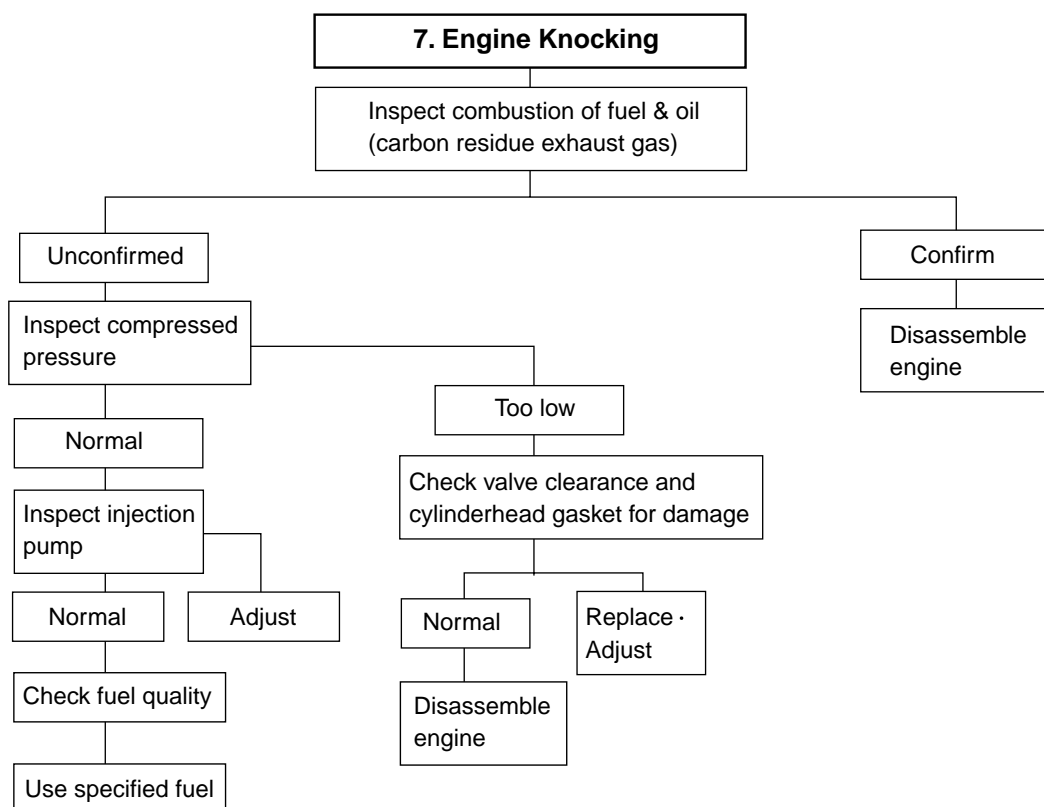 7. Engine Knocking
Inspect combustion of fuel & oil
(carbon residue exhaust gas)
Unconfirmed
Confirm
Inspect compressed
pressure
Disassemble
engine
Too low
Normal
Check valve clearance and
cylinderhead gasket for damage
Inspect injection
pump
Normal
Adjust
Normal
Replace ·
Adjust
Check fuel quality
Disassemble
engine
Use specified fuel